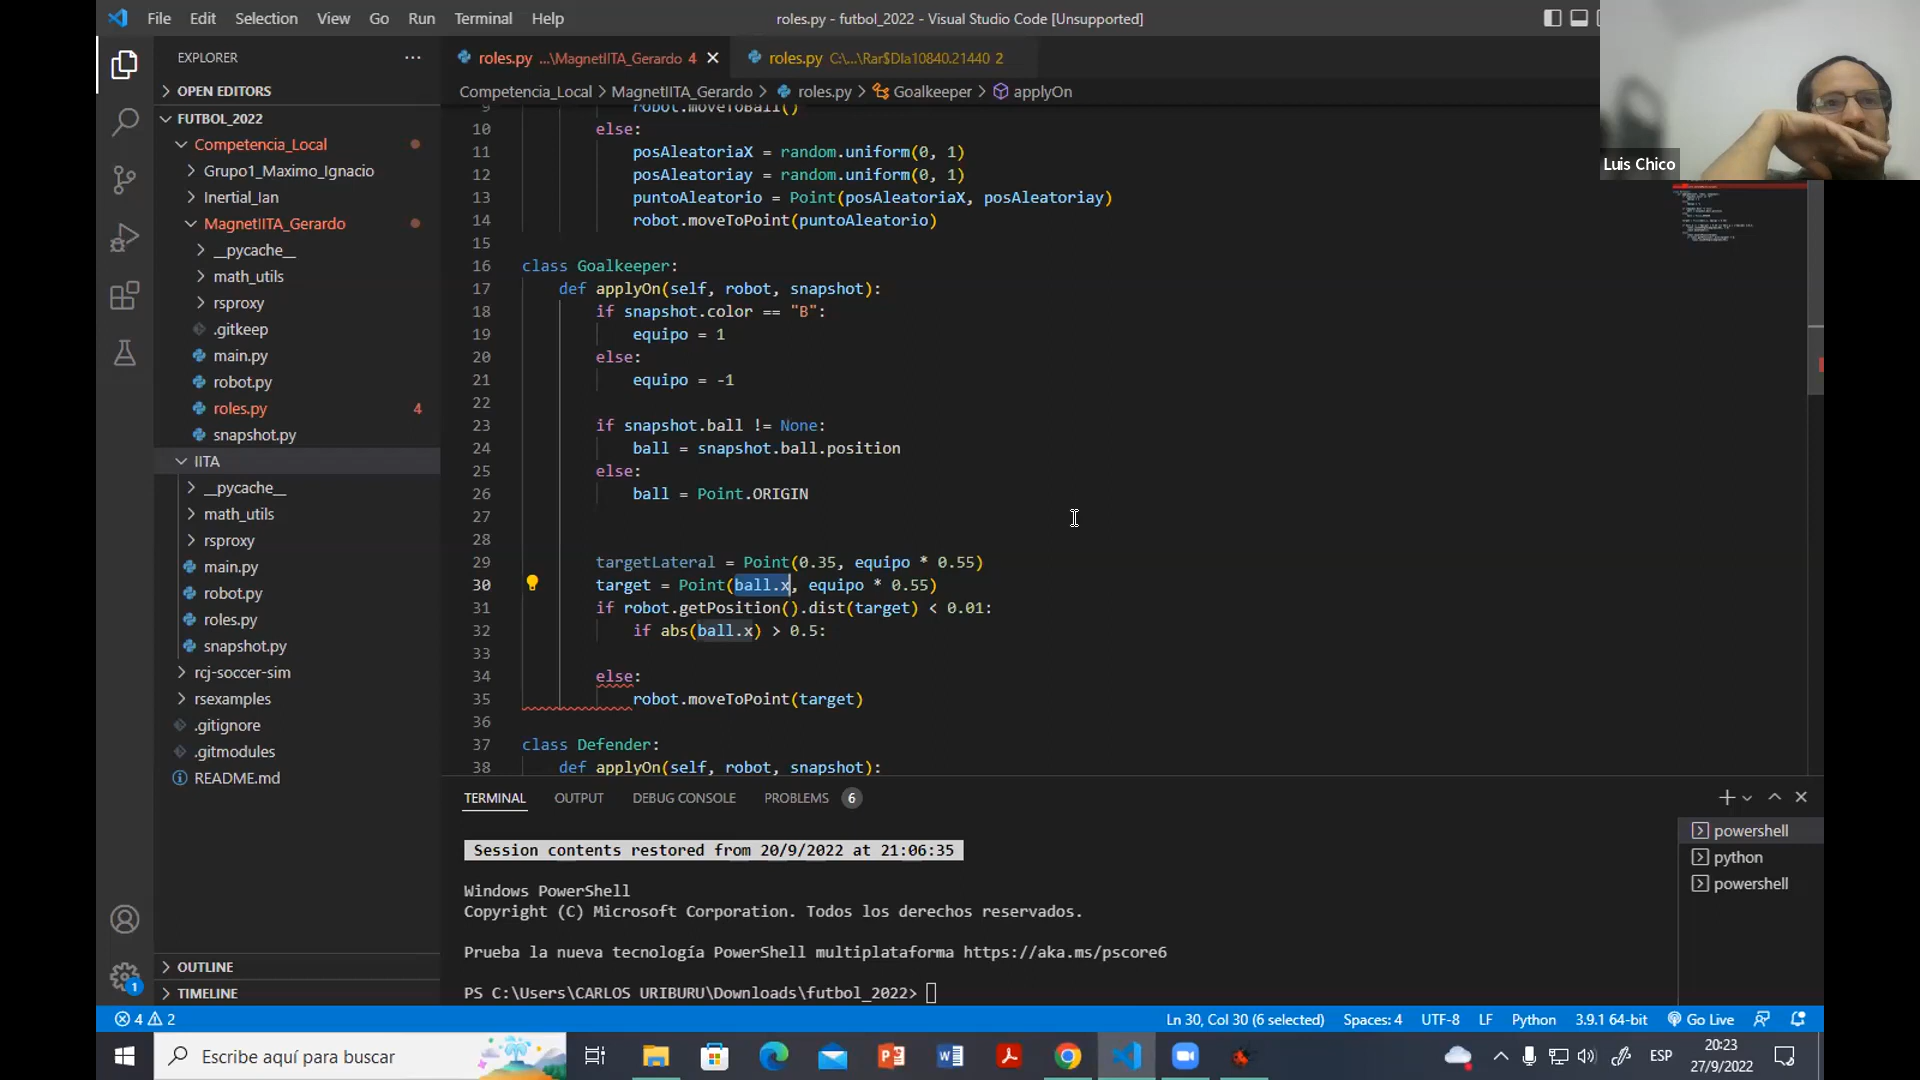 File Edit Selection View Go Run Terminal Help
roles.py - futbol_2022 - Visual Studio Code [Unsupported]
EXPLORER
roles.py ...\MagnetIITA_Gerardo 4
roles.py C:\...\Rar$DIa10840.21440 2
OPEN EDITORS
Competencia_Local > MagnetIITA_Gerardo > roles.py > Goalkeeper > applyOn
FUTBOL_2022
Competencia_Local
Grupo1_Maximo_Ignacio
Inertial_Ian
MagnetIITA_Gerardo
__pycache__
math_utils
rsproxy
.gitkeep
main.py
robot.py
roles.py 4
snapshot.py
IITA
__pycache__
math_utils
rsproxy
main.py
robot.py
roles.py
snapshot.py
rcj-soccer-sim
rsexamples
.gitignore
.gitmodules
README.md
OUTLINE
TIMELINE
9 robot.moveToBall()
10 else:
11 posAleatoriaX = random.uniform(0, 1)
12 posAleatoriay = random.uniform(0, 1)
13 puntoAleatorio = Point(posAleatoriaX, posAleatoriay)
14 robot.moveToPoint(puntoAleatorio)
15
16 class Goalkeeper:
17 def applyOn(self, robot, snapshot):
18 if snapshot.color == "B":
19 equipo = 1
20 else:
21 equipo = -1
22
23 if snapshot.ball != None:
24 ball = snapshot.ball.position
25 else:
26 ball = Point.ORIGIN
27
28
29 targetLateral = Point(0.35, equipo * 0.55)
30 target = Point(ball.x, equipo * 0.55)
31 if robot.getPosition().dist(target) < 0.01:
32 if abs(ball.x) > 0.5:
33
34 else:
35 robot.moveToPoint(target)
36
37 class Defender:
38 def applyOn(self, robot, snapshot):
Luis Chico
TERMINAL OUTPUT DEBUG CONSOLE PROBLEMS 6
Session contents restored from 20/9/2022 at 21:06:35
Windows PowerShell
Copyright (C) Microsoft Corporation. Todos los derechos reservados.
Prueba la nueva tecnología PowerShell multiplataforma https://aka.ms/pscore6
PS C:\Users\CARLOS URIBURU\Downloads\futbol_2022>
powershell
python
powershell
1
4 2
Ln 30, Col 30 (6 selected) Spaces: 4 UTF-8 LF Python 3.9.1 64-bit Go Live
Escribe aquí para buscar
ESP
20:23
27/9/2022